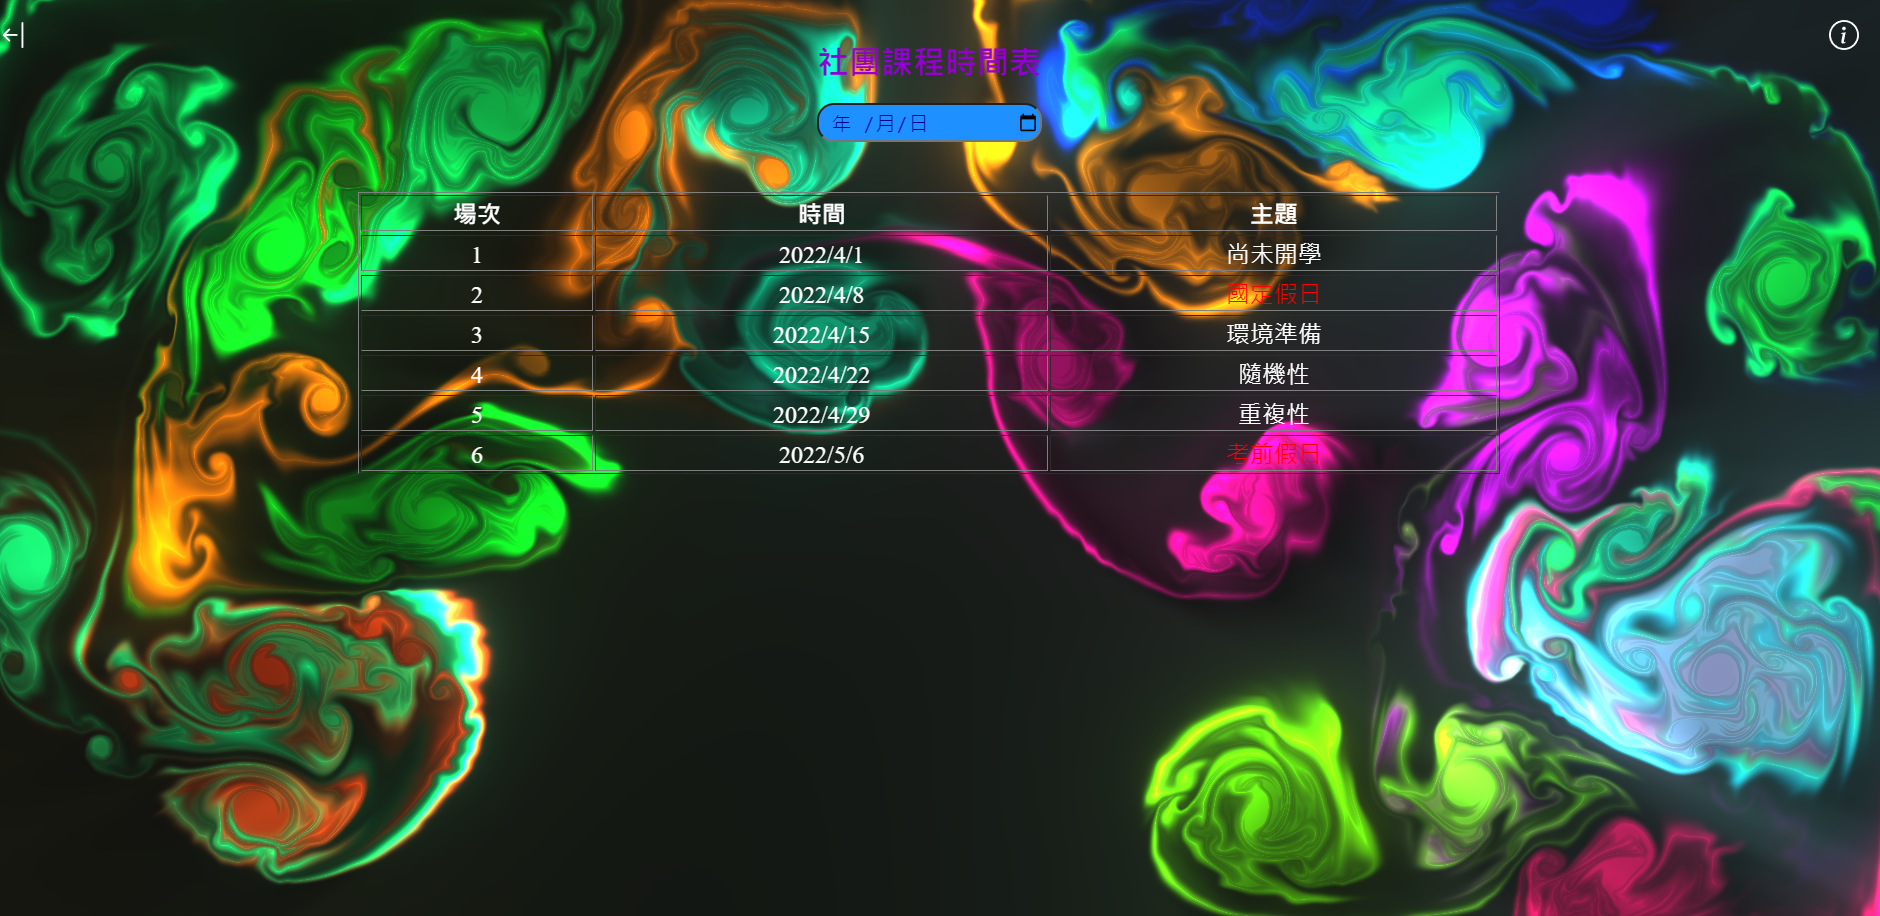 社團課程時間表
年 /月/日
場次 時間 主題
1 2022/4/1 尚未開學
2 2022/4/8 國定假日
3 2022/4/15 環境準備
4 2022/4/22 隨機性
5 2022/4/29 重複性
6 2022/5/6 考前假日